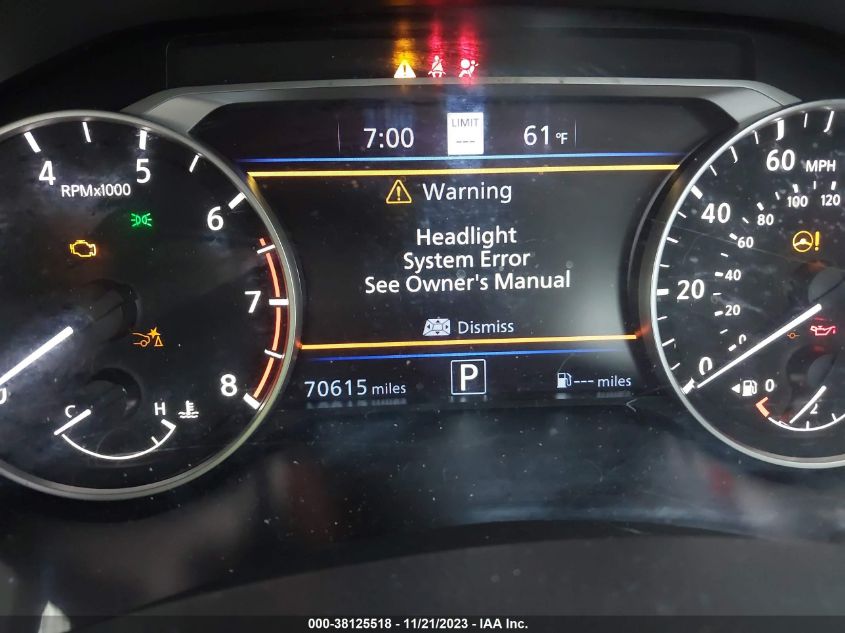 7:00
LIMIT
---
61 °F
Warning
Headlight
System Error
See Owner's Manual
Dismiss
70615 miles
P
--- miles
4
5
6
7
8
RPMx1000
C
H
0
20
40
60
MPH
0
20
40
60
80
100
120
0
000-38125518 - 11/21/2023 - IAA Inc.